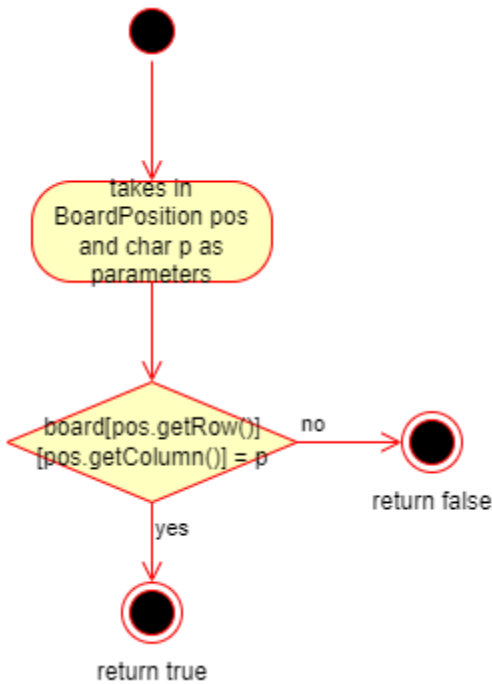 takes in
BoardPosition pos
and char p as
parameters
board[pos.getRow()]
[pos.getColumn()] = p
no
return false
yes
return true